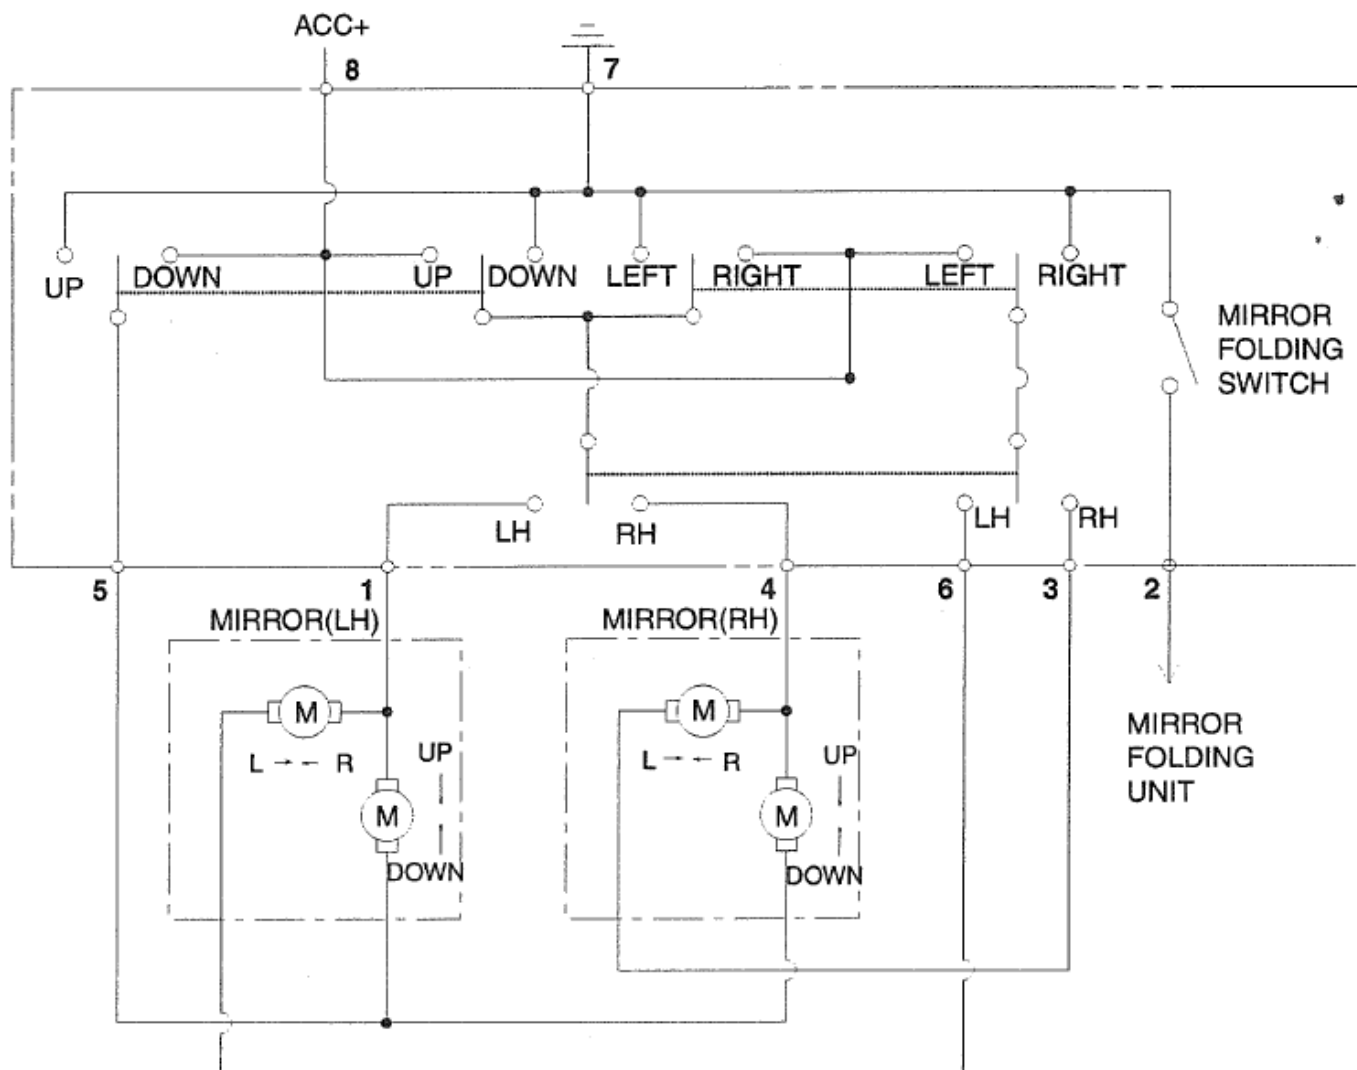 ACC+
8
7
UP
DOWN
UP
DOWN
LEFT
RIGHT
LEFT
RIGHT
MIRROR
FOLDING
SWITCH
LH
RH
LH
RH
5
1
4
6
3
2
MIRROR(LH)
MIRROR(RH)
M
L
R
UP
M
DOWN
M
L
R
UP
M
DOWN
MIRROR
FOLDING
UNIT